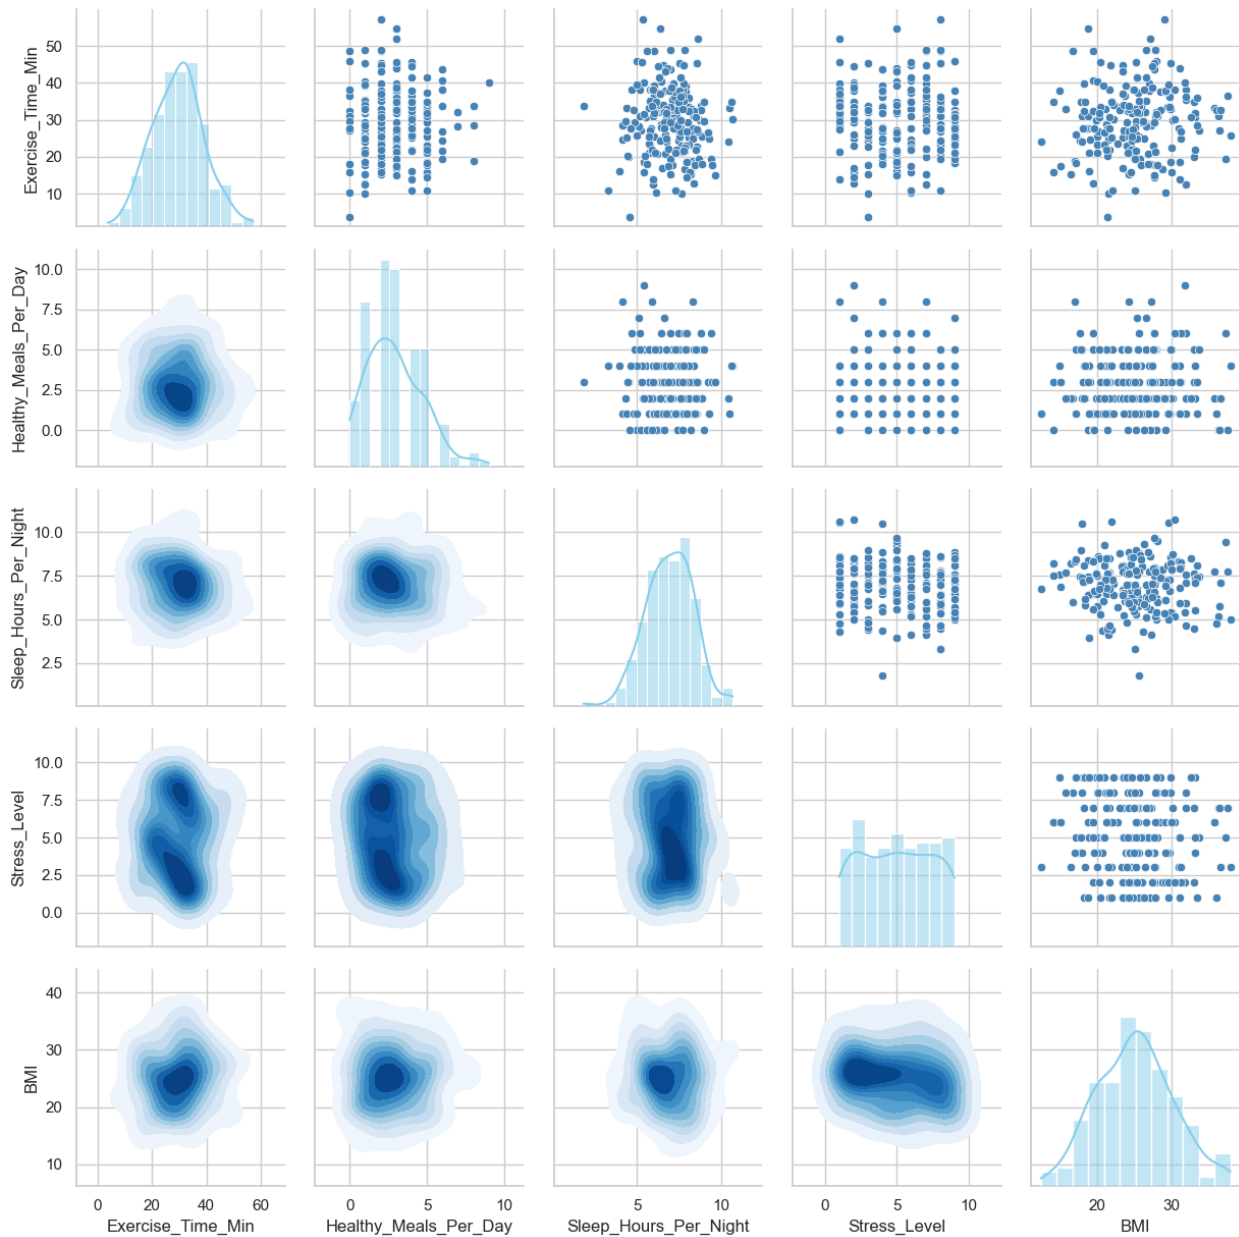 Exercise_Time_Min
50
40
30
20
10
Healthy_Meals_Per_Day
10.0
7.5
5.0
2.5
0.0
Sleep_Hours_Per_Night
10.0
7.5
5.0
2.5
Stress_Level
10.0
7.5
5.0
2.5
0.0
BMI
40
30
20
10
0 20 40 60
0 5 10
5 10
0 5 10
20 30
Exercise_Time_Min
Healthy_Meals_Per_Day
Sleep_Hours_Per_Night
Stress_Level
BMI